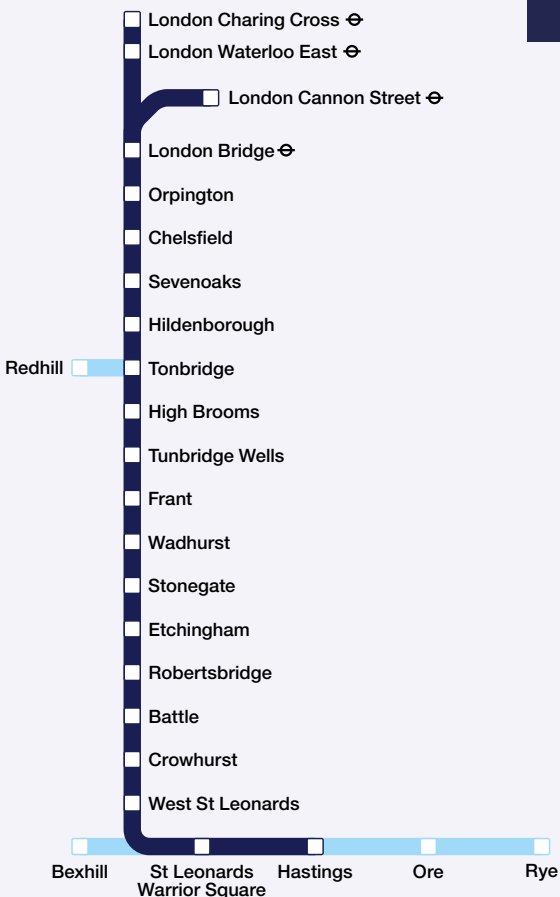 London Charing Cross
London Waterloo East
London Cannon Street
London Bridge
Orpington
Chelsfield
Sevenoaks
Hildenborough
Redhill
Tonbridge
High Brooms
Tunbridge Wells
Frant
Wadhurst
Stonegate
Etchingham
Robertsbridge
Battle
Crowhurst
West St Leonards
Bexhill
St Leonards
Warrior Square
Hastings
Ore
Rye